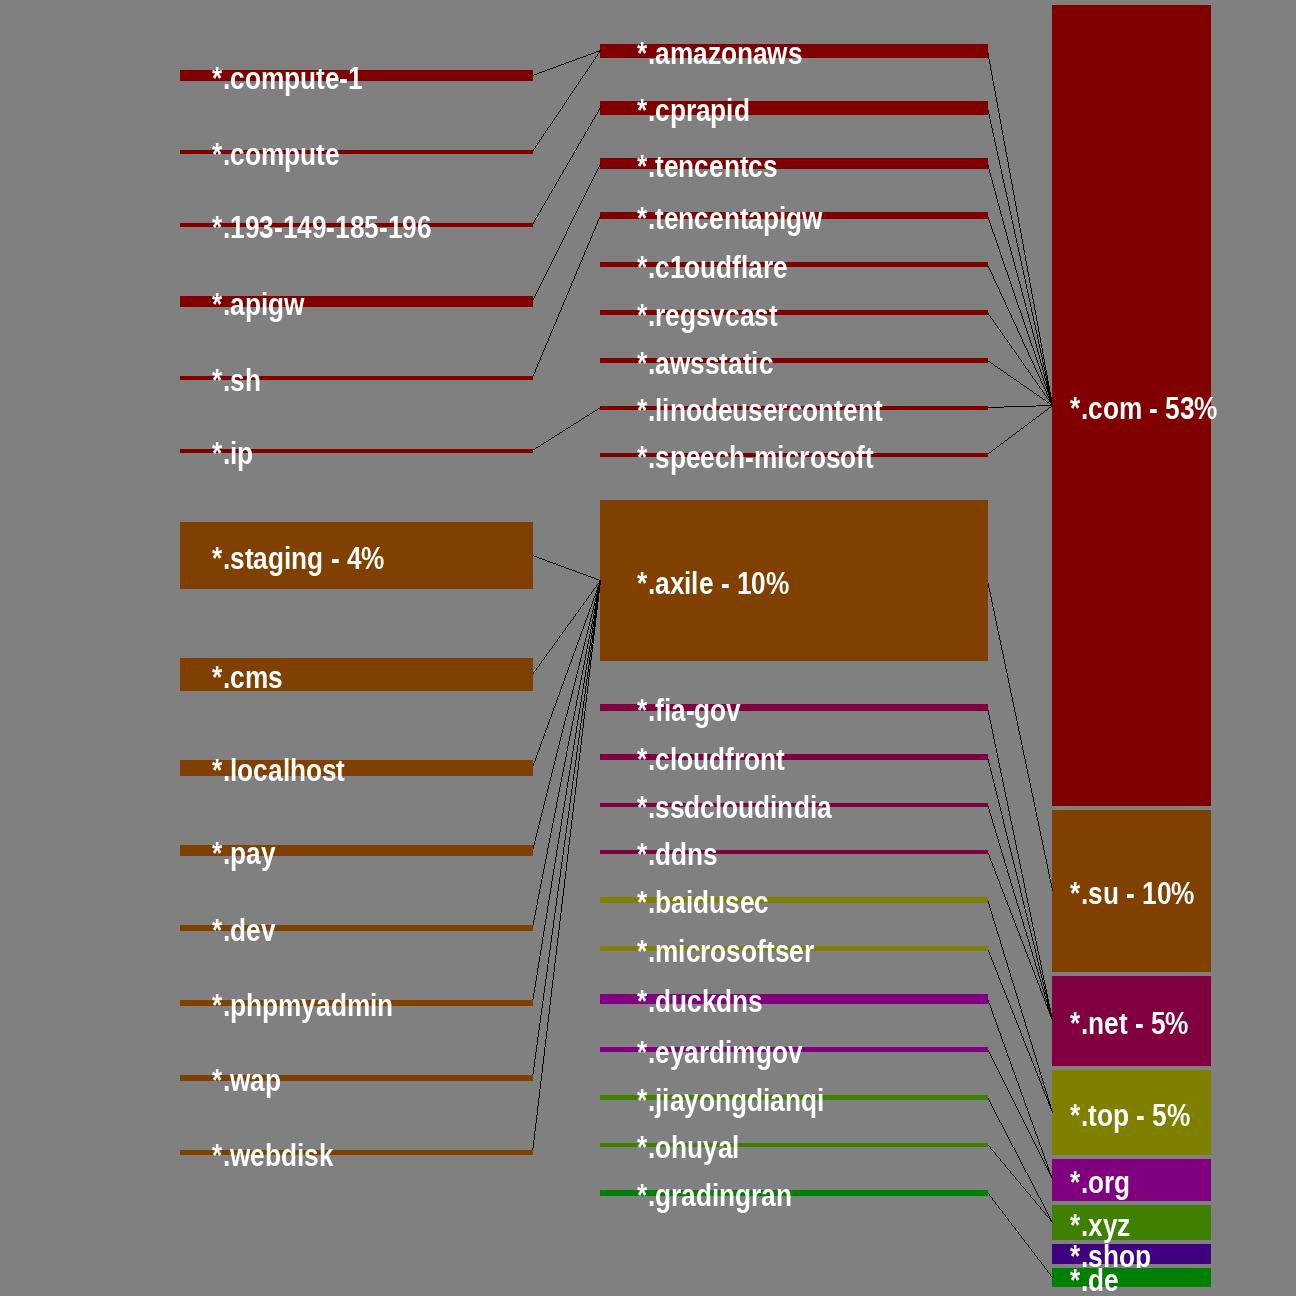 *.compute-1
*.compute
*.193-149-185-196
*.apigw
*.sh
*.ip
*.staging - 4%
*.cms
*.localhost
*.pay
*.dev
*.phpmyadmin
*.wap
*.webdisk
*.amazonaws
*.cprapid
*.tencentcs
*.tencentapigw
*.c1oudflare
*.regsvcast
*.awsstatic
*.linodeusercontent
*.speech-microsoft
*.axile - 10%
*.fia-gov
*.cloudfront
*.ssdcloudindia
*.ddns
*.baidusec
*.microsoftser
*.duckdns
*.eyardimgov
*.jiayongdianqi
*.ohuyal
*.gradingran
*.com - 53%
*.su - 10%
*.net - 5%
*.top - 5%
*.org
*.xyz
*.shop
*.de